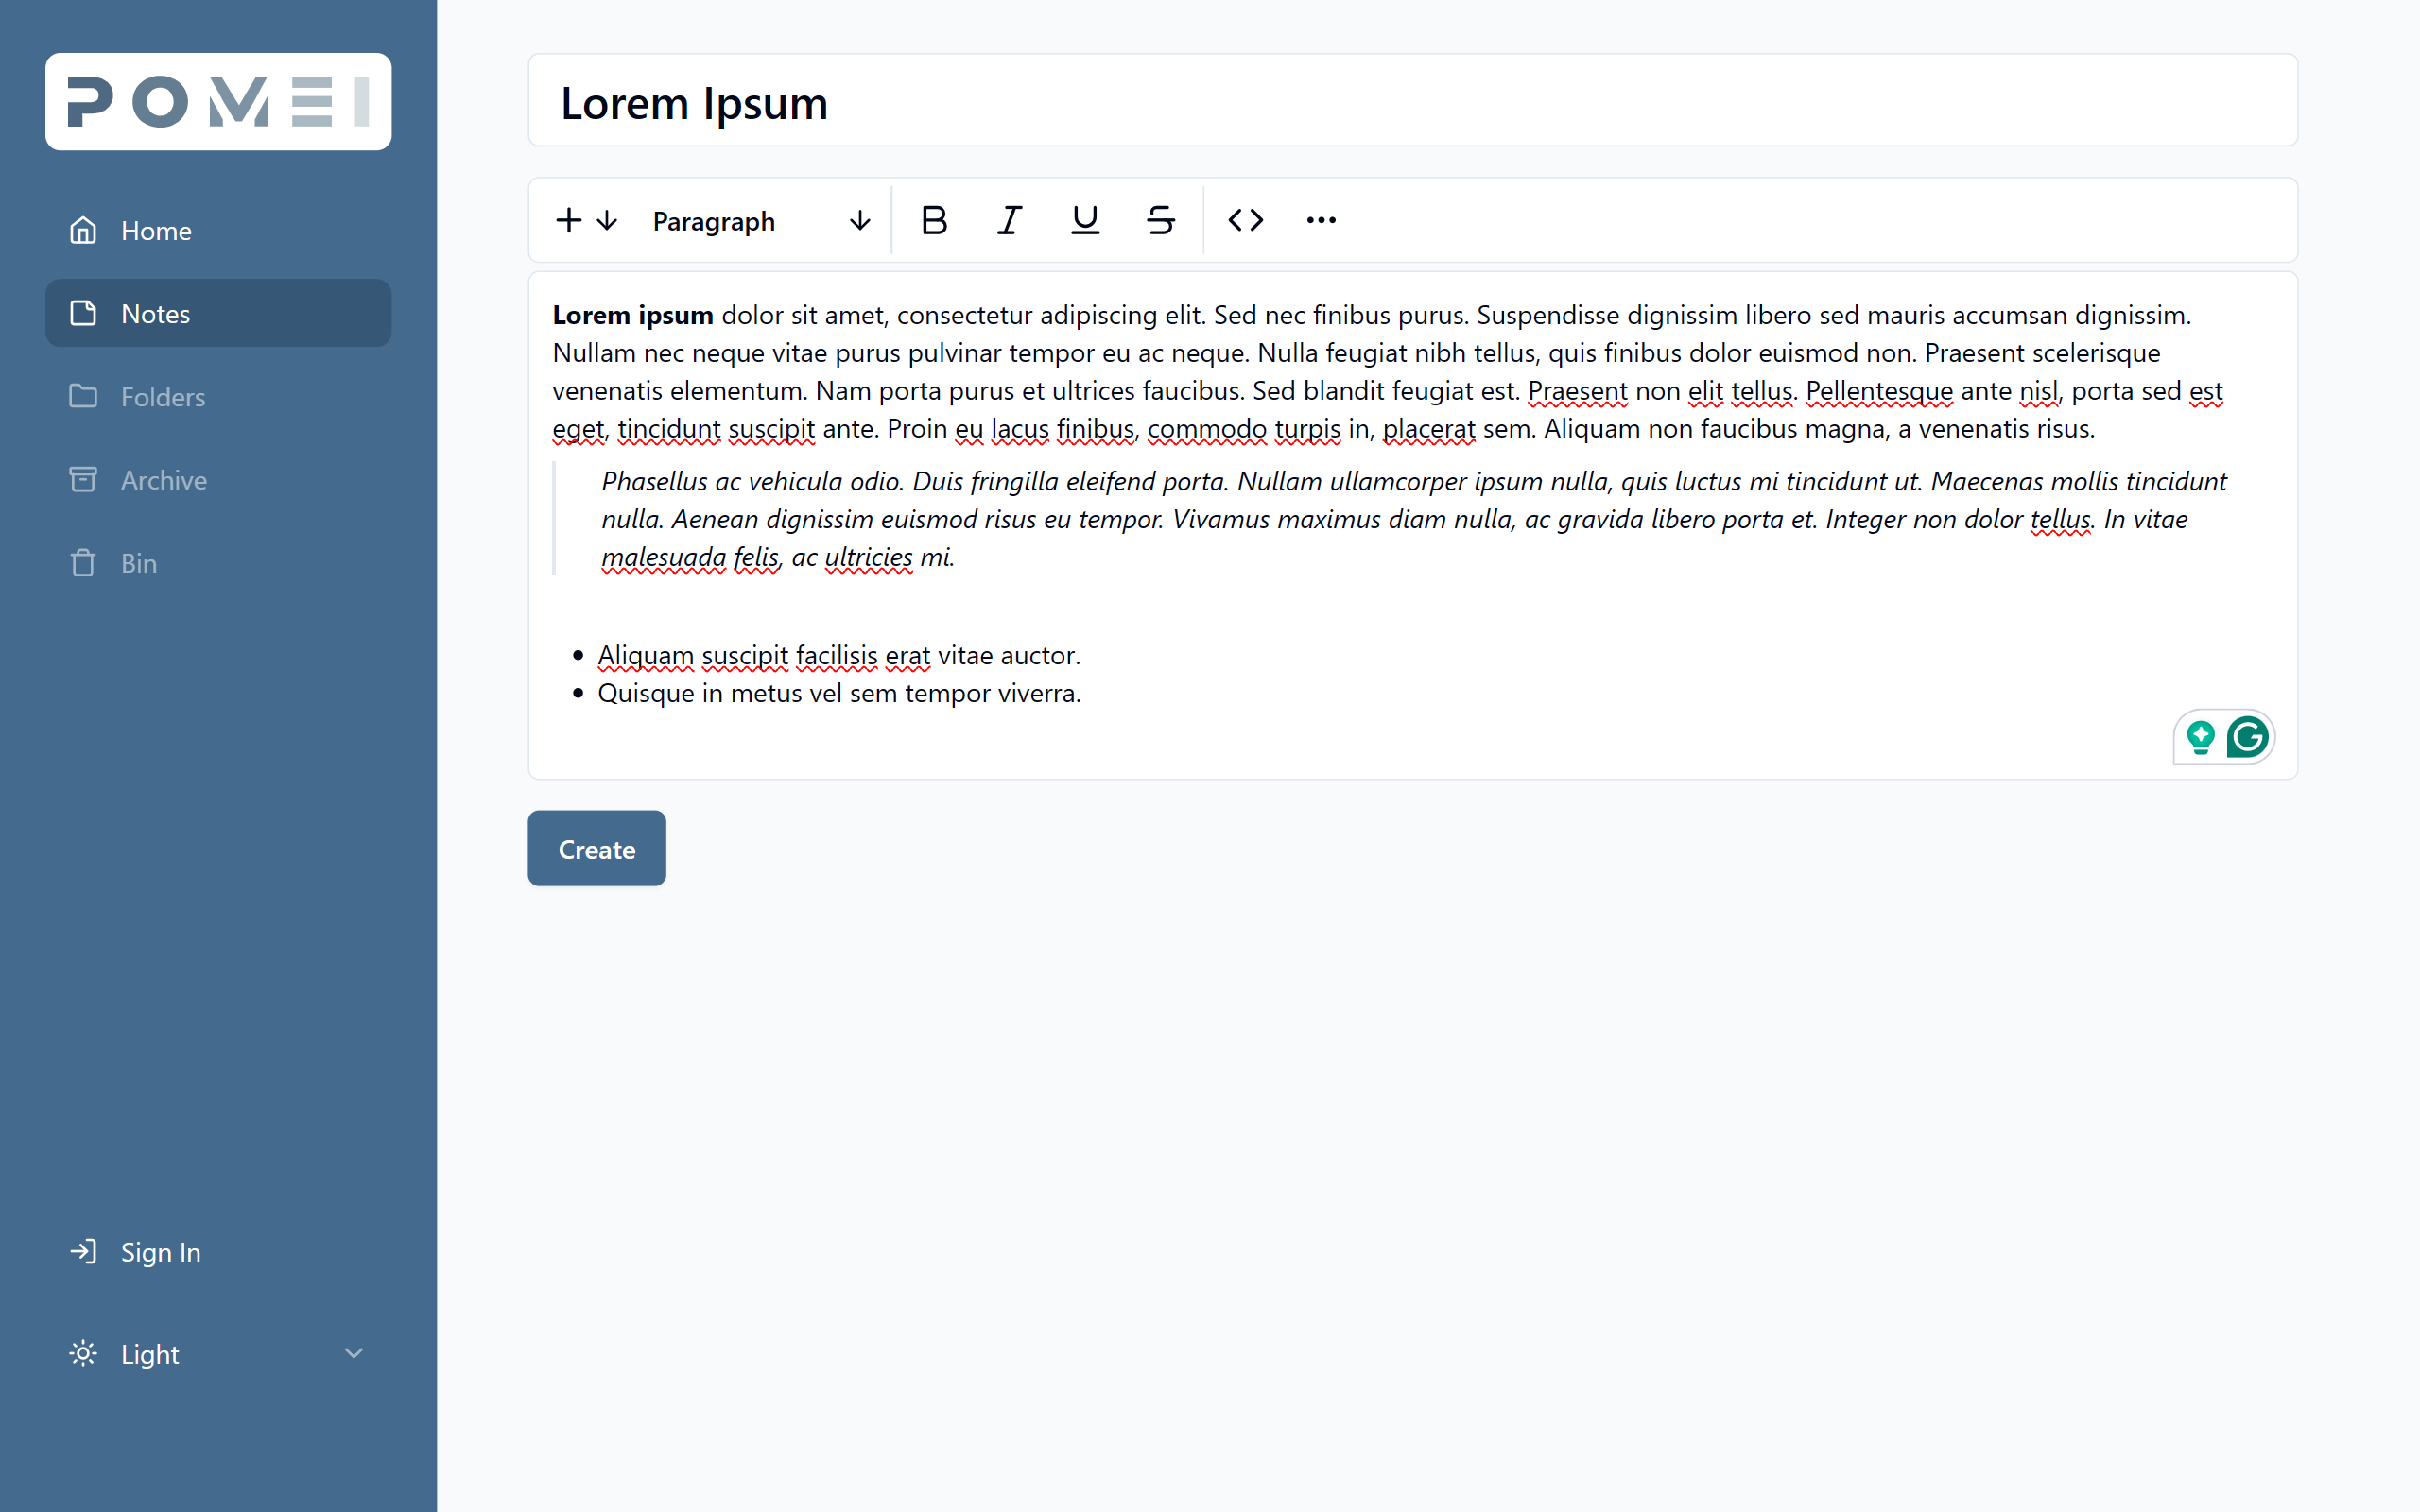 POMEI
Home
Notes
Folders
Archive
Bin
Sign In
Light
Lorem Ipsum
Paragraph
Lorem ipsum dolor sit amet, consectetur adipiscing elit. Sed nec finibus purus. Suspendisse dignissim libero sed mauris accumsan dignissim.
Nullam nec neque vitae purus pulvinar tempor eu ac neque. Nulla feugiat nibh tellus, quis finibus dolor euismod non. Praesent scelerisque
venenatis elementum. Nam porta purus et ultrices faucibus. Sed blandit feugiat est. Praesent non elit tellus. Pellentesque ante nisl, porta sed est
eget, tincidunt suscipit ante. Proin eu lacus finibus, commodo turpis in, placerat sem. Aliquam non faucibus magna, a venenatis risus.
Phasellus ac vehicula odio. Duis fringilla eleifend porta. Nullam ullamcorper ipsum nulla, quis luctus mi tincidunt ut. Maecenas mollis tincidunt
nulla. Aenean dignissim euismod risus eu tempor. Vivamus maximus diam nulla, ac gravida libero porta et. Integer non dolor tellus. In vitae
malesuada felis, ac ultricies mi.
• Aliquam suscipit facilisis erat vitae auctor.
• Quisque in metus vel sem tempor viverra.
Create